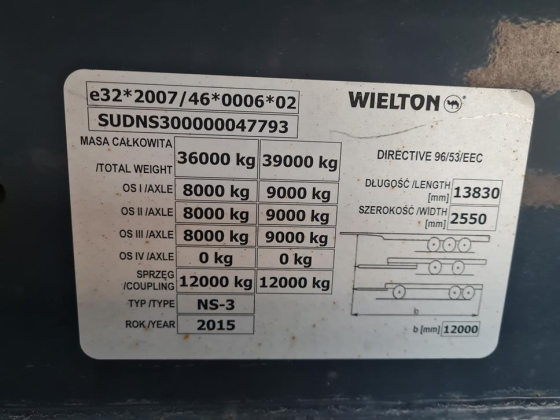 e32*2007/46*0006*02
WIELTON
SUDNS300000047793
MASA CAŁKOWITA
/TOTAL WEIGHT 36000 kg 39000 kg
DIRECTIVE 96/53/EEC
OS I /AXLE 8000 kg 9000 kg
DŁUGOŚĆ /LENGTH [mm] 13830
OS II /AXLE 8000 kg 9000 kg
SZEROKOŚĆ /WIDTH [mm] 2550
OS III /AXLE 8000 kg 9000 kg
OS IV /AXLE 0 kg 0 kg
SPRZĘG
/COUPLING 12000 kg 12000 kg
TYP /TYPE NS-3
ROK /YEAR 2015
b
b [mm] 12000